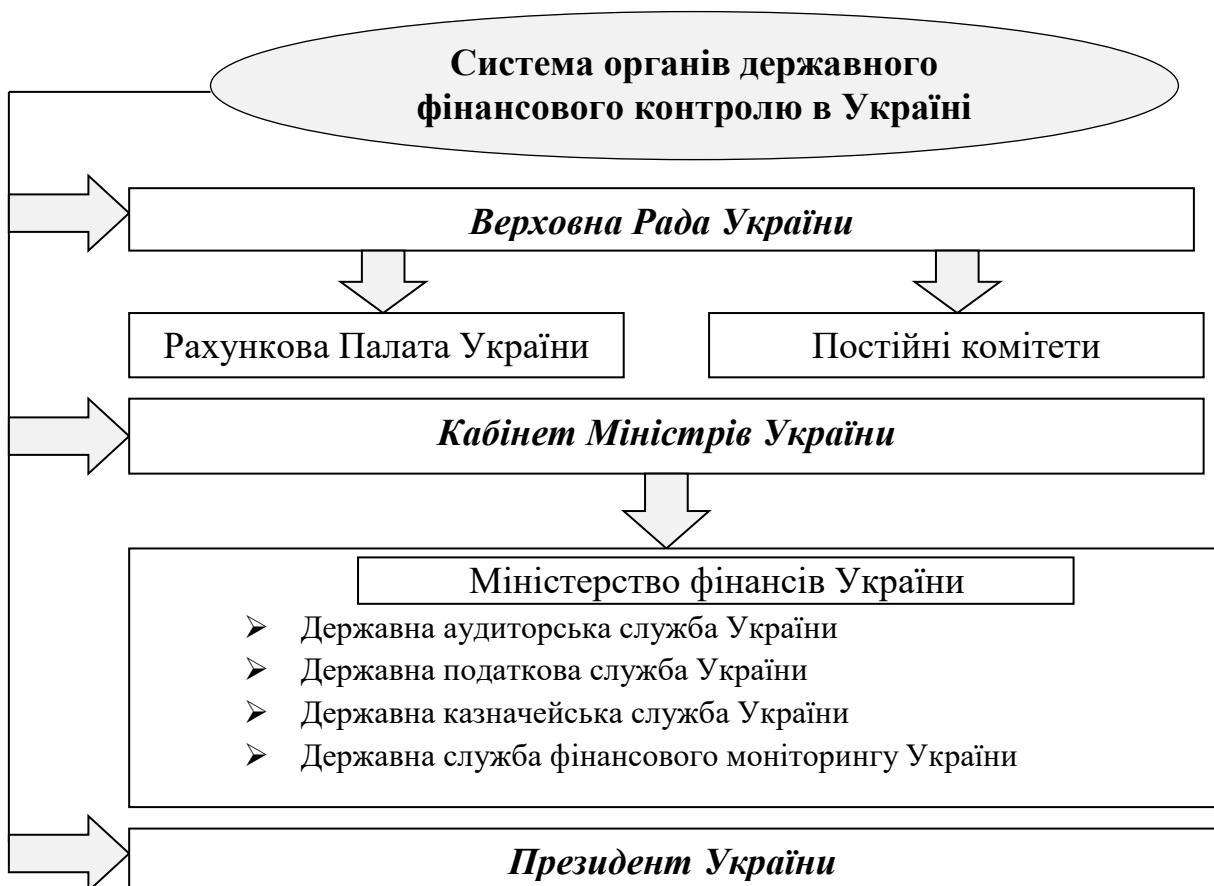 Система органів державного
фінансового контролю в Україні
Верховна Рада України
Рахункова Палата України
Постійні комітети
Кабінет Міністрів України
Міністерство фінансів України
➢ Державна аудиторська служба України
➢ Державна податкова служба України
➢ Державна казначейська служба України
➢ Державна служба фінансового моніторингу України
Президент України